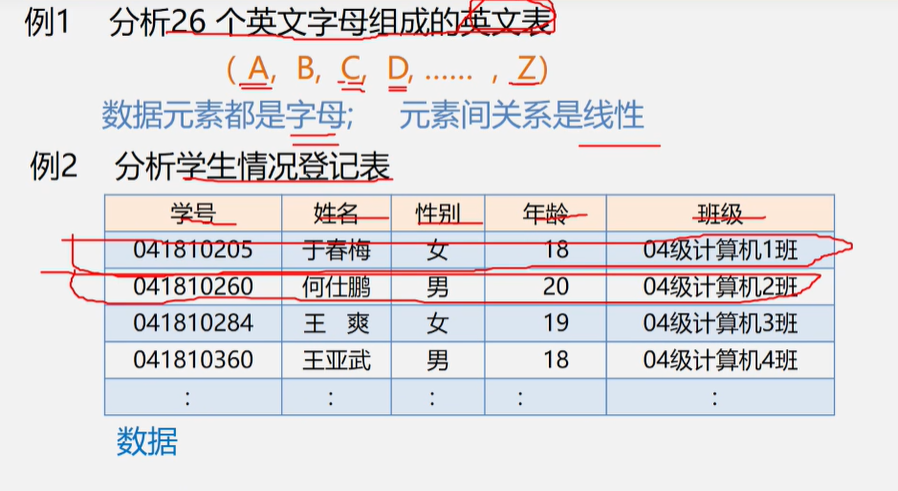 例1 分析26 个英文字母组成的英文表
( A, B, C, D, …… , Z)
数据元素都是字母; 元素间关系是线性
例2 分析学生情况登记表
学号 姓名 性别 年龄 班级
041810205 于春梅 女 18 04级计算机1班
041810260 何仕鹏 男 20 04级计算机2班
041810284 王 爽 女 19 04级计算机3班
041810360 王亚武 男 18 04级计算机4班
: : : : :
数据